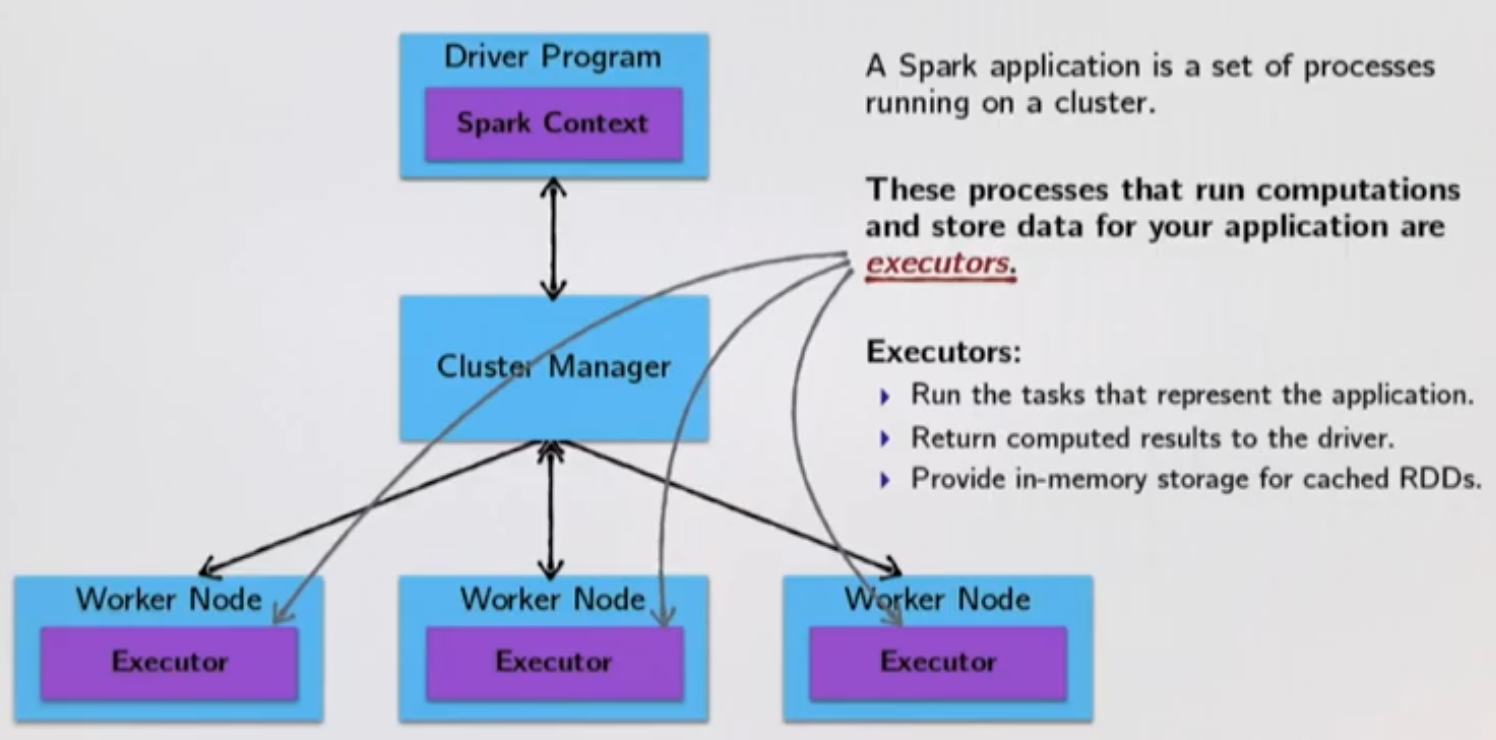 Driver Program
Spark Context
Cluster Manager
Worker Node
Executor
Worker Node
Executor
Worker Node
Executor
A Spark application is a set of processes
running on a cluster.
These processes that run computations
and store data for your application are
executors.
Executors:
Run the tasks that represent the application.
Return computed results to the driver.
Provide in-memory storage for cached RDDs.